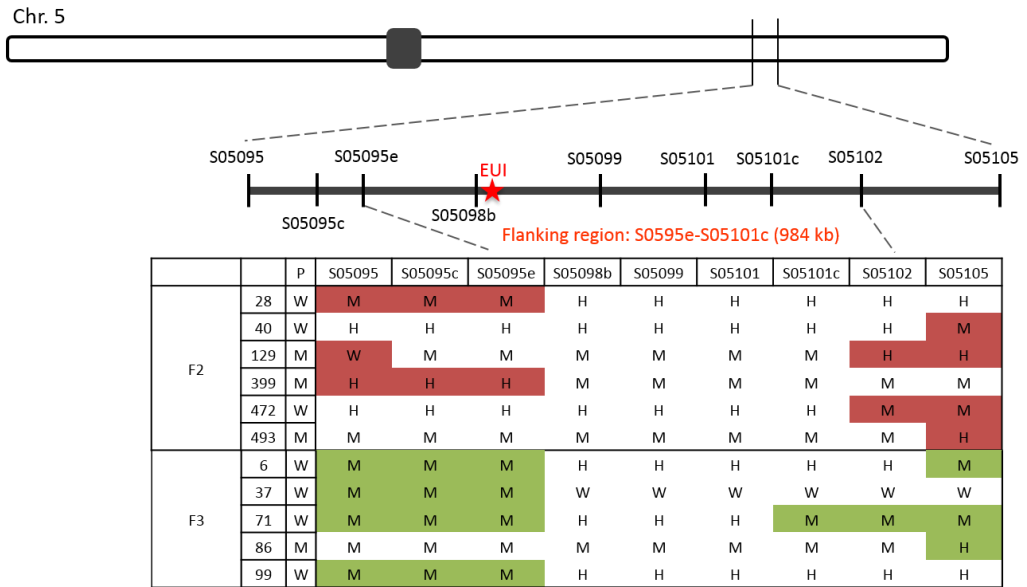 Chr. 5
S05095 S05095e S05099 S05101 S05101c S05102 S05105
EUI
S05095c S05098b
Flanking region: S0595e-S05101c (984 kb)
P S05095 S05095c S05095e S05098b S05099 S05101 S05101c S05102 S05105
F2
28 W M M M H H H H H H
40 W H H H H H H H H M
129 M W M M M M M M H H
399 M H H H M M M M M M
472 W H H H H H H H M M
493 M M M M M M M M M H
F3
6 W M M M H H H H H M
37 W M M M W W W W W W
71 W M M M H H H M M M
86 M M M M M M M M M H
99 W M M M H H H H H H